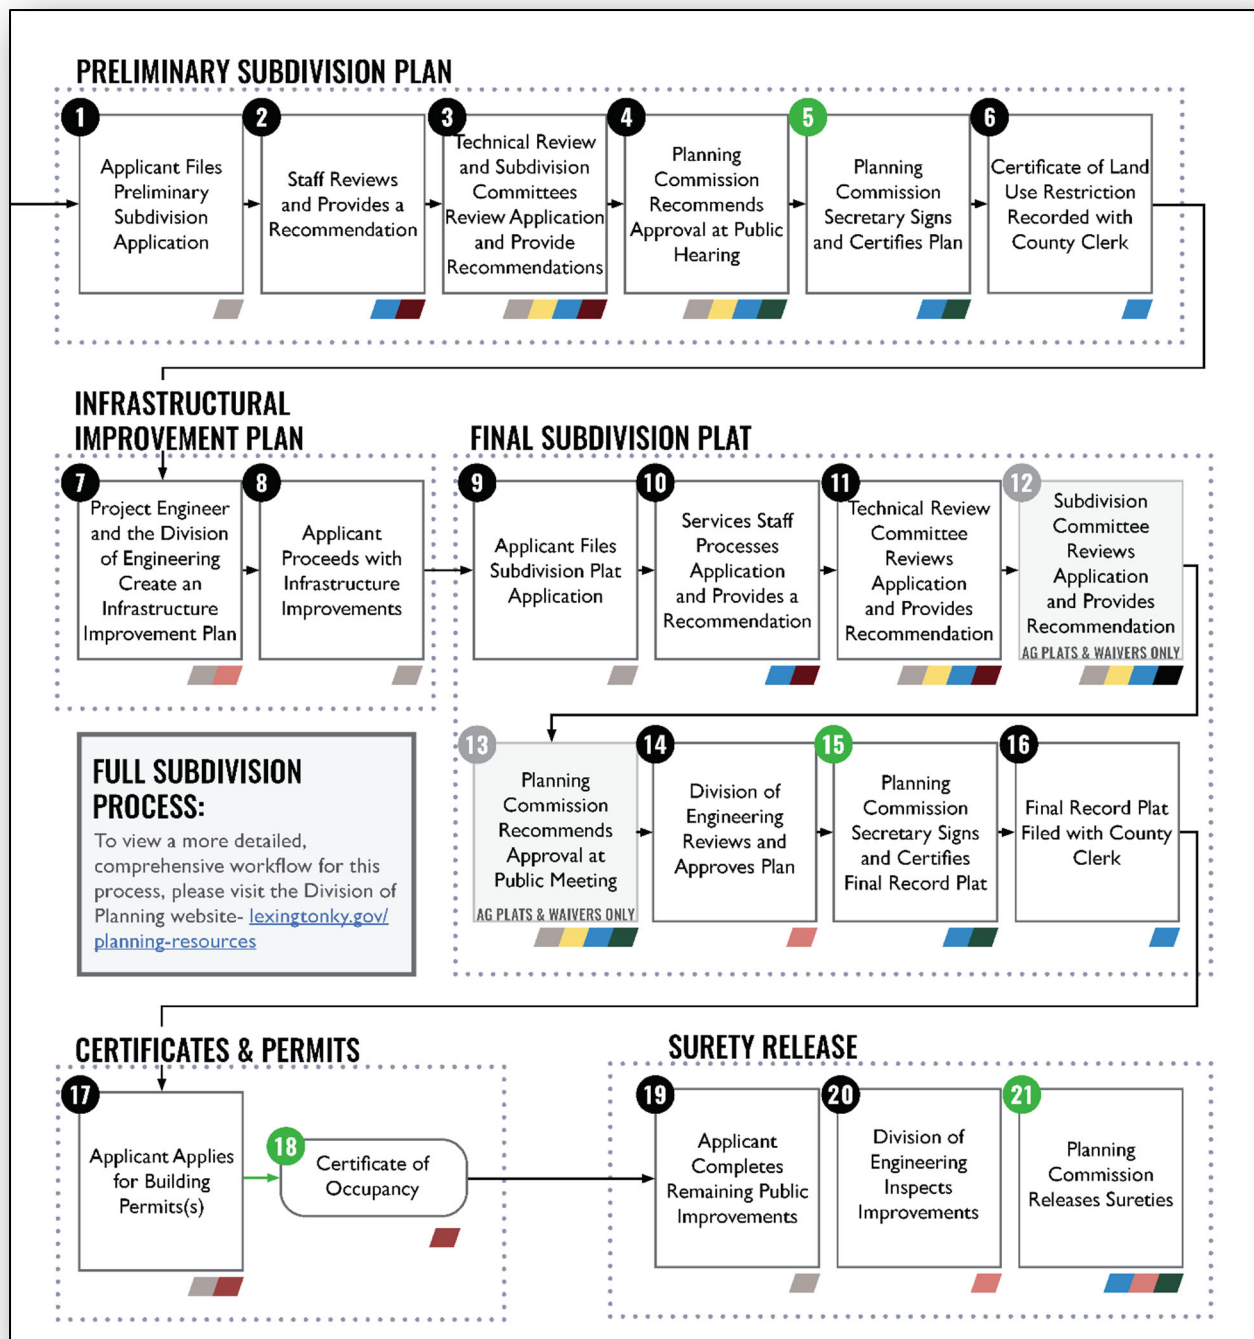 PRELIMINARY SUBDIVISION PLAN
1
Applicant Files
Preliminary
Subdivision
Application
2
Staff Reviews
and Provides a
Recommendation
3
Technical Review
and Subdivision
Committees
Review Application
and Provide
Recommendations
4
Planning
Commission
Recommends
Approval at Public
Hearing
5
Planning
Commission
Secretary Signs
and Certifies Plan
6
Certificate of Land
Use Restriction
Recorded with
County Clerk
INFRASTRUCTURAL
IMPROVEMENT PLAN
7
Project Engineer
and the Division
of Engineering
Create an
Infrastructure
Improvement Plan
8
Applicant
Proceeds with
Infrastructure
Improvements
FINAL SUBDIVISION PLAT
9
Applicant Files
Subdivision Plat
Application
10
Services Staff
Processes
Application
and Provides a
Recommendation
11
Technical Review
Committee
Reviews
Application
and Provides
Recommendation
12
Subdivision
Committee
Reviews
Application
and Provides
Recommendation
AG PLATS & WAIVERS ONLY
13
Planning
Commission
Recommends
Approval at
Public Meeting
AG PLATS & WAIVERS ONLY
14
Division of
Engineering
Reviews and
Approves Plan
15
Planning
Commission
Secretary Signs
and Certifies
Final Record Plat
16
Final Record Plat
Filed with County
Clerk
FULL SUBDIVISION
PROCESS:
To view a more detailed,
comprehensive workflow for this
process, please visit the Division of
Planning website- lexingtonky.gov/
planning-resources
CERTIFICATES & PERMITS
17
Applicant Applies
for Building
Permits(s)
18
Certificate of
Occupancy
SURETY RELEASE
19
Applicant
Completes
Remaining Public
Improvements
20
Division of
Engineering
Inspects
Improvements
21
Planning
Commission
Releases Sureties